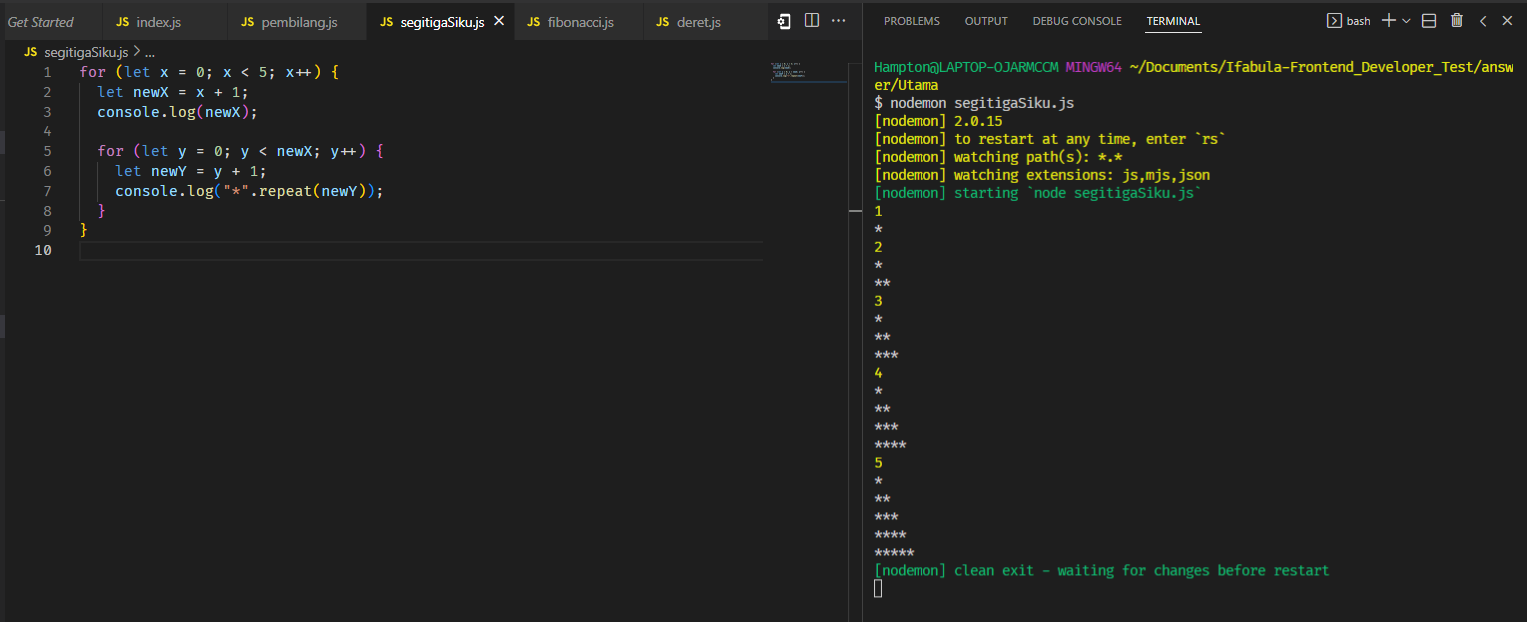 Get Started JS index.js JS pembilang.js JS segitigaSiku.js JS fibonacci.js JS deret.js
JS segitigaSiku.js > ...
1 for (let x = 0; x < 5; x++) {
2 let newX = x + 1;
3 console.log(newX);
4
5 for (let y = 0; y < newX; y++) {
6 let newY = y + 1;
7 console.log("*".repeat(newY));
8 }
9 }
10
PROBLEMS OUTPUT DEBUG CONSOLE TERMINAL bash
Hampton@LAPTOP-OJARMCCM MINGW64 ~/Documents/Ifabula-Frontend_Developer_Test/answ
er/Utama
$ nodemon segitigaSiku.js
[nodemon] 2.0.15
[nodemon] to restart at any time, enter `rs`
[nodemon] watching path(s): *.*
[nodemon] watching extensions: js,mjs,json
[nodemon] starting `node segitigaSiku.js`
1
*
2
*
**
3
*
**
***
4
*
**
***
****
5
*
**
***
****
*****
[nodemon] clean exit - waiting for changes before restart